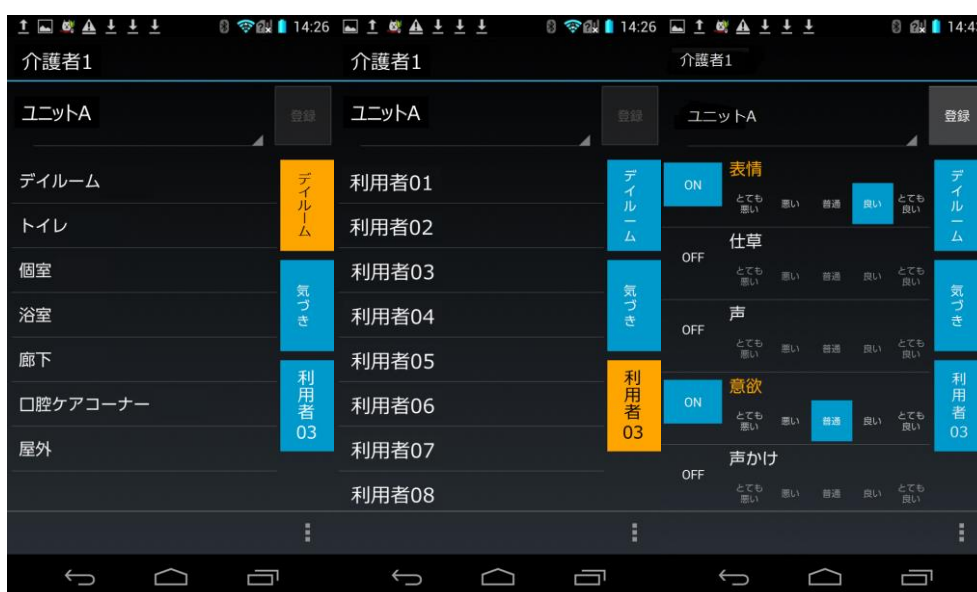 14:26
介護者1
ユニットA
登録
デイルーム
トイレ
個室
浴室
廊下
口腔ケアコーナー
屋外
デイルーム
気づき
利用者03
14:26
介護者1
ユニットA
登録
利用者01
利用者02
利用者03
利用者04
利用者05
利用者06
利用者07
利用者08
デイルーム
気づき
利用者03
介護者1
ユニットA
登録
ON
表情
とても悪い 悪い 普通 良い とても良い
OFF
仕草
とても悪い 悪い 普通 良い とても良い
OFF
声
とても悪い 悪い 普通 良い とても良い
ON
意欲
とても悪い 悪い 普通 良い とても良い
OFF
声かけ
とても悪い 悪い 普通 良い とても良い
デイルーム
気づき
利用者03